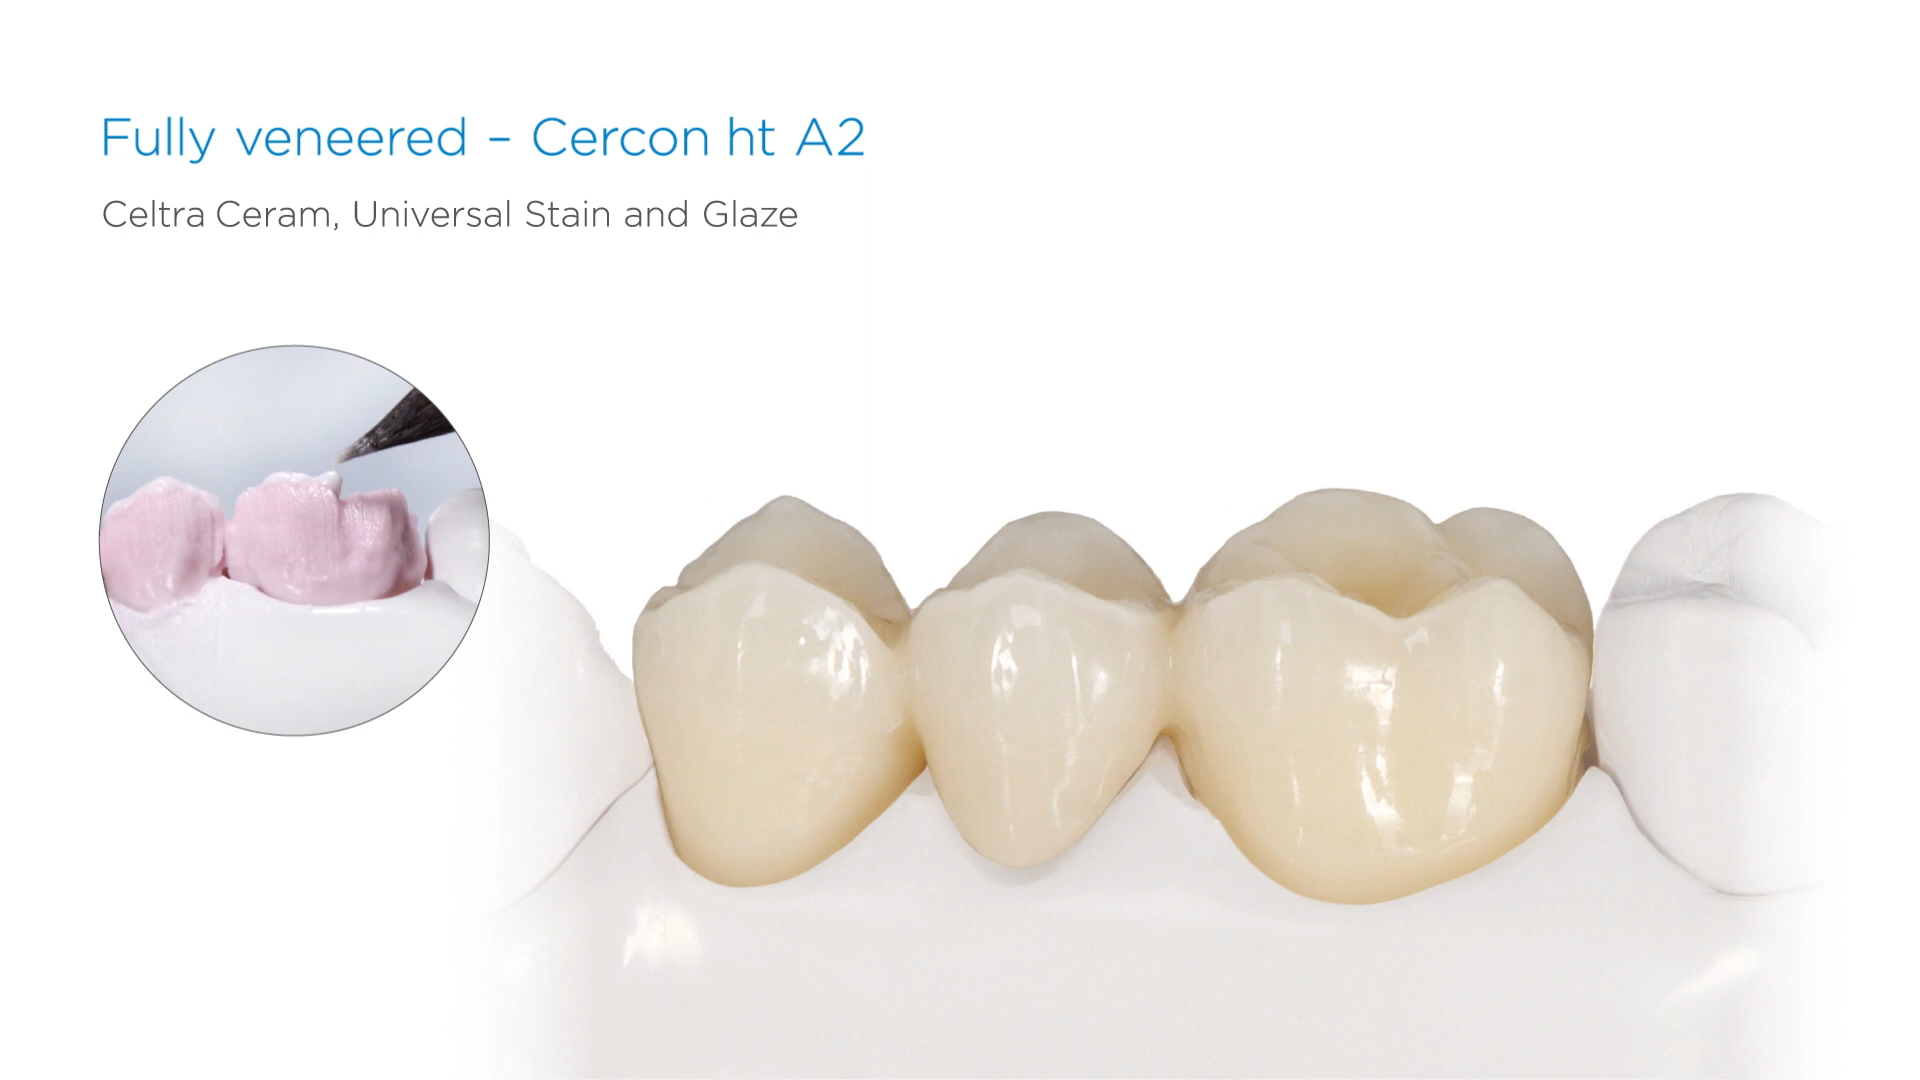 Fully veneered – Cercon ht A2
Celtra Ceram, Universal Stain and Glaze